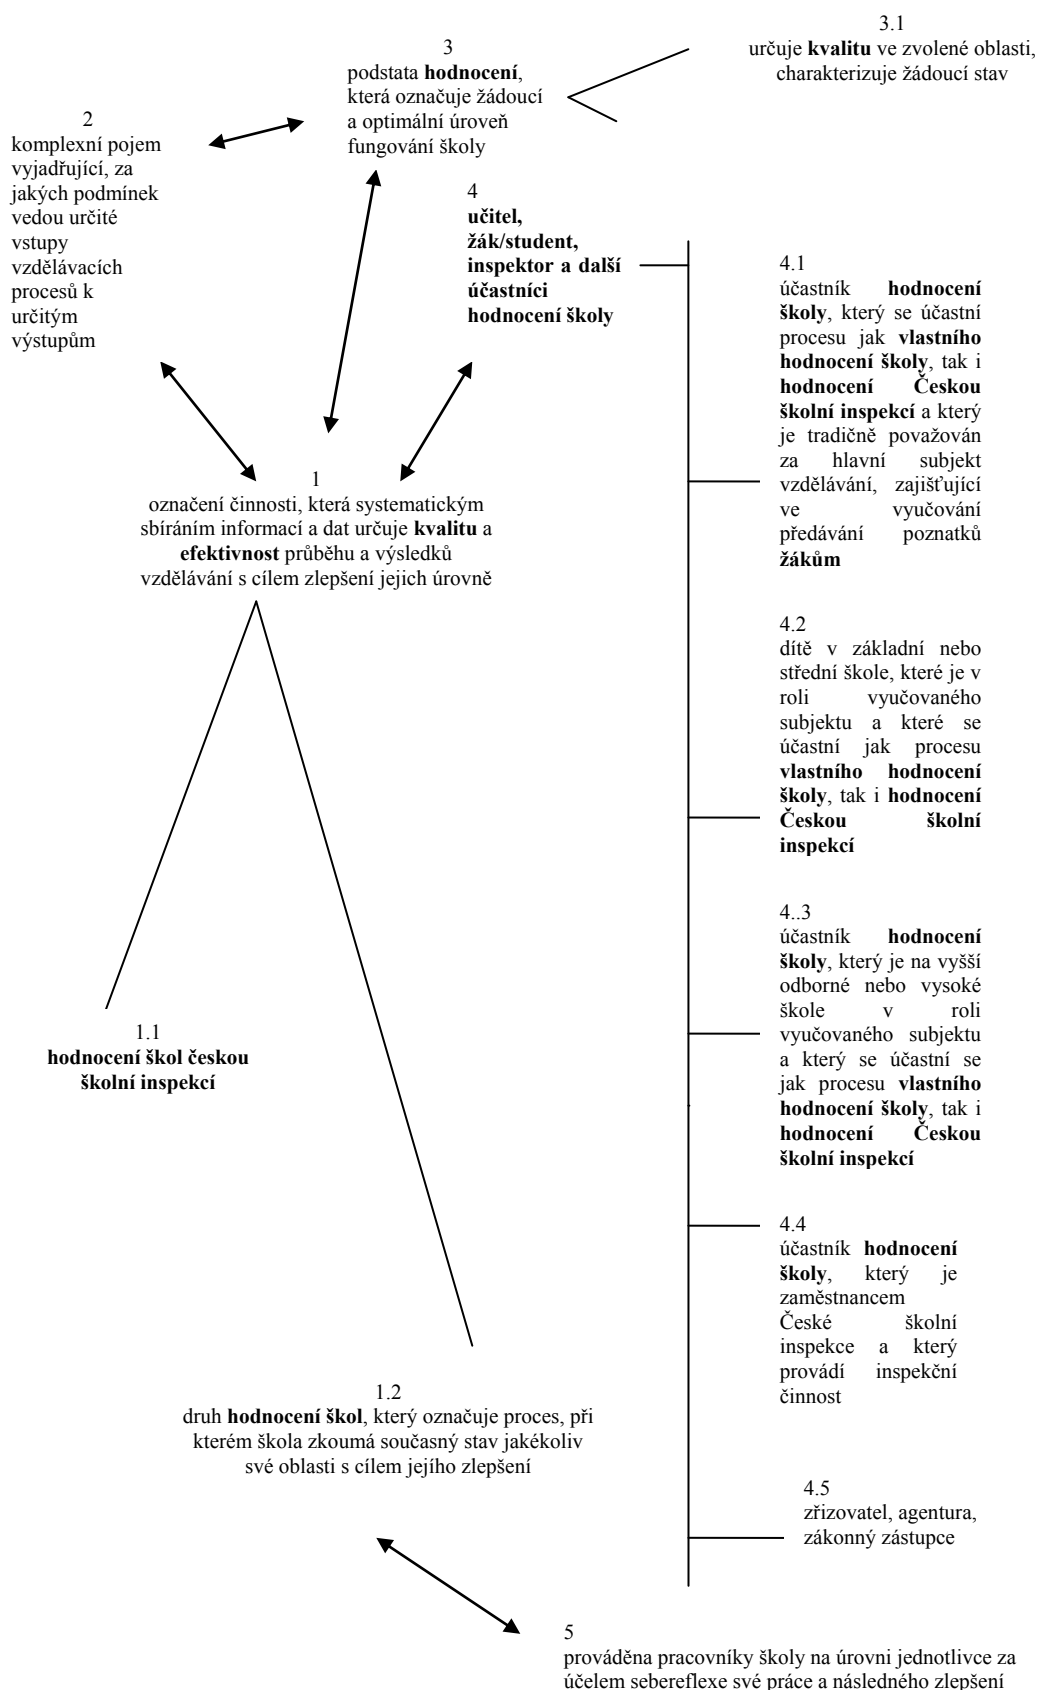 3.1
určuje kvalitu ve zvolené oblasti,
charakterizuje žádoucí stav
3
podstata hodnocení,
která označuje žádoucí
a optimální úroveň
fungování školy
2
komplexní pojem
vyjadřující, za
jakých podmínek
vedou určité
vstupy
vzdělávacích
procesů k
určitým
výstupům
4
učitel,
žák/student,
inspektor a další
účastníci
hodnocení školy
1
označení činnosti, která systematickým
sbíráním informací a dat určuje kvalitu a
efektivnost průběhu a výsledků
vzdělávání s cílem zlepšení jejich úrovně
4.1
účastník hodnocení
školy, který se účastní
procesu jak vlastního
hodnocení školy, tak i
hodnocení Českou
školní inspekcí a který
je tradičně považován
za hlavní subjekt
vzdělávání, zajišťující
ve vyučování
předávání poznatků
žákům
4.2
dítě v základní nebo
střední škole, které je v
roli vyučovaného
subjektu a které se
účastní jak procesu
vlastního hodnocení
školy, tak i hodnocení
Českou školní
inspekcí
4..3
účastník hodnocení
školy, který je na vyšší
odborné nebo vysoké
škole v roli
vyučovaného subjektu
a který se účastní se
jak procesu vlastního
hodnocení školy, tak i
hodnocení Českou
školní inspekcí
1.1
hodnocení škol českou
školní inspekcí
4.4
účastník hodnocení
školy, který je
zaměstnancem
České školní
inspekce a který
provádí inspekční
činnost
1.2
druh hodnocení škol, který označuje proces, při
kterém škola zkoumá současný stav jakékoliv
své oblasti s cílem jejího zlepšení
4.5
zřizovatel, agentura,
zákonný zástupce
5
prováděna pracovníky školy na úrovni jednotlivce za
účelem sebereflexe své práce a následného zlepšení